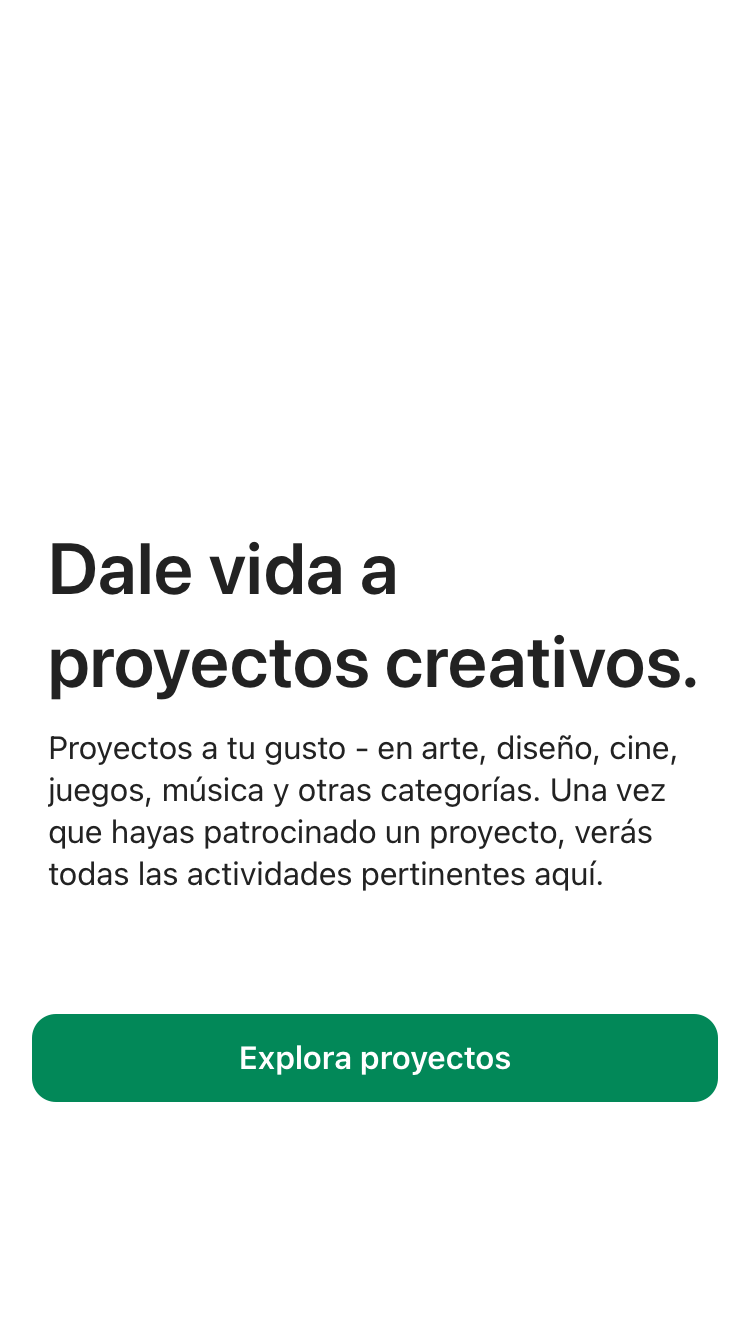 Dale vida a
proyectos creativos.
Proyectos a tu gusto - en arte, diseño, cine,
juegos, música y otras categorías. Una vez
que hayas patrocinado un proyecto, verás
todas las actividades pertinentes aquí.
Explora proyectos